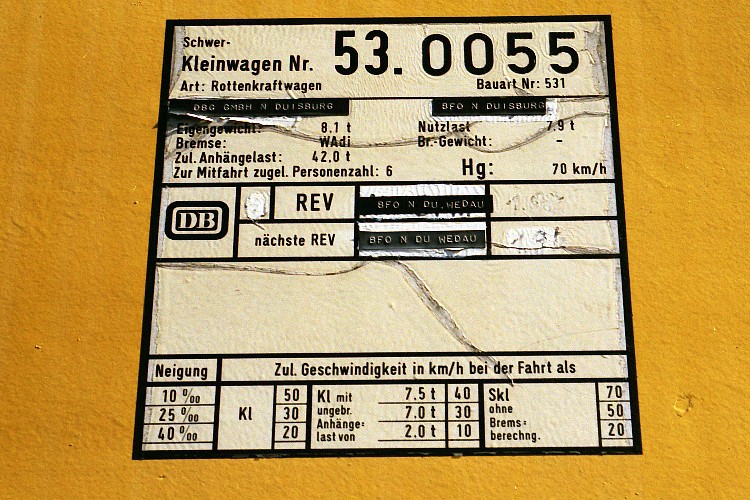 Schwer-
Kleinwagen Nr. 53.0055
Art: Rottenkraftwagen Bauart Nr: 531
DBG GMBH N DUISBURG BFO N DUISBURG
Eigengewicht: 8.1 t Nutzlast 7.9 t
Bremse: WAdi Br.-Gewicht: -
Zul. Anhängelast: 42.0 t
Zur Mitfahrt zugel. Personenzahl: 6 Hg: 70 km/h
DB REV BFO N DU.WEDAU
nächste REV BFO N DU WEDAU
Neigung Zul. Geschwindigkeit in km/h bei der Fahrt als
10 ‰ 50 Kl mit 7.5 t 40 Skl 70
25 ‰ Kl 30 ungebr. 7.0 t 30 ohne 50
Anhänge= Brems=
40 ‰ 20 last von 2.0 t 10 berechng. 20